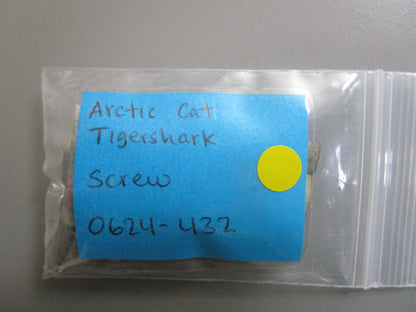 Arctic Cat
Tigershark
Screw
0624-432